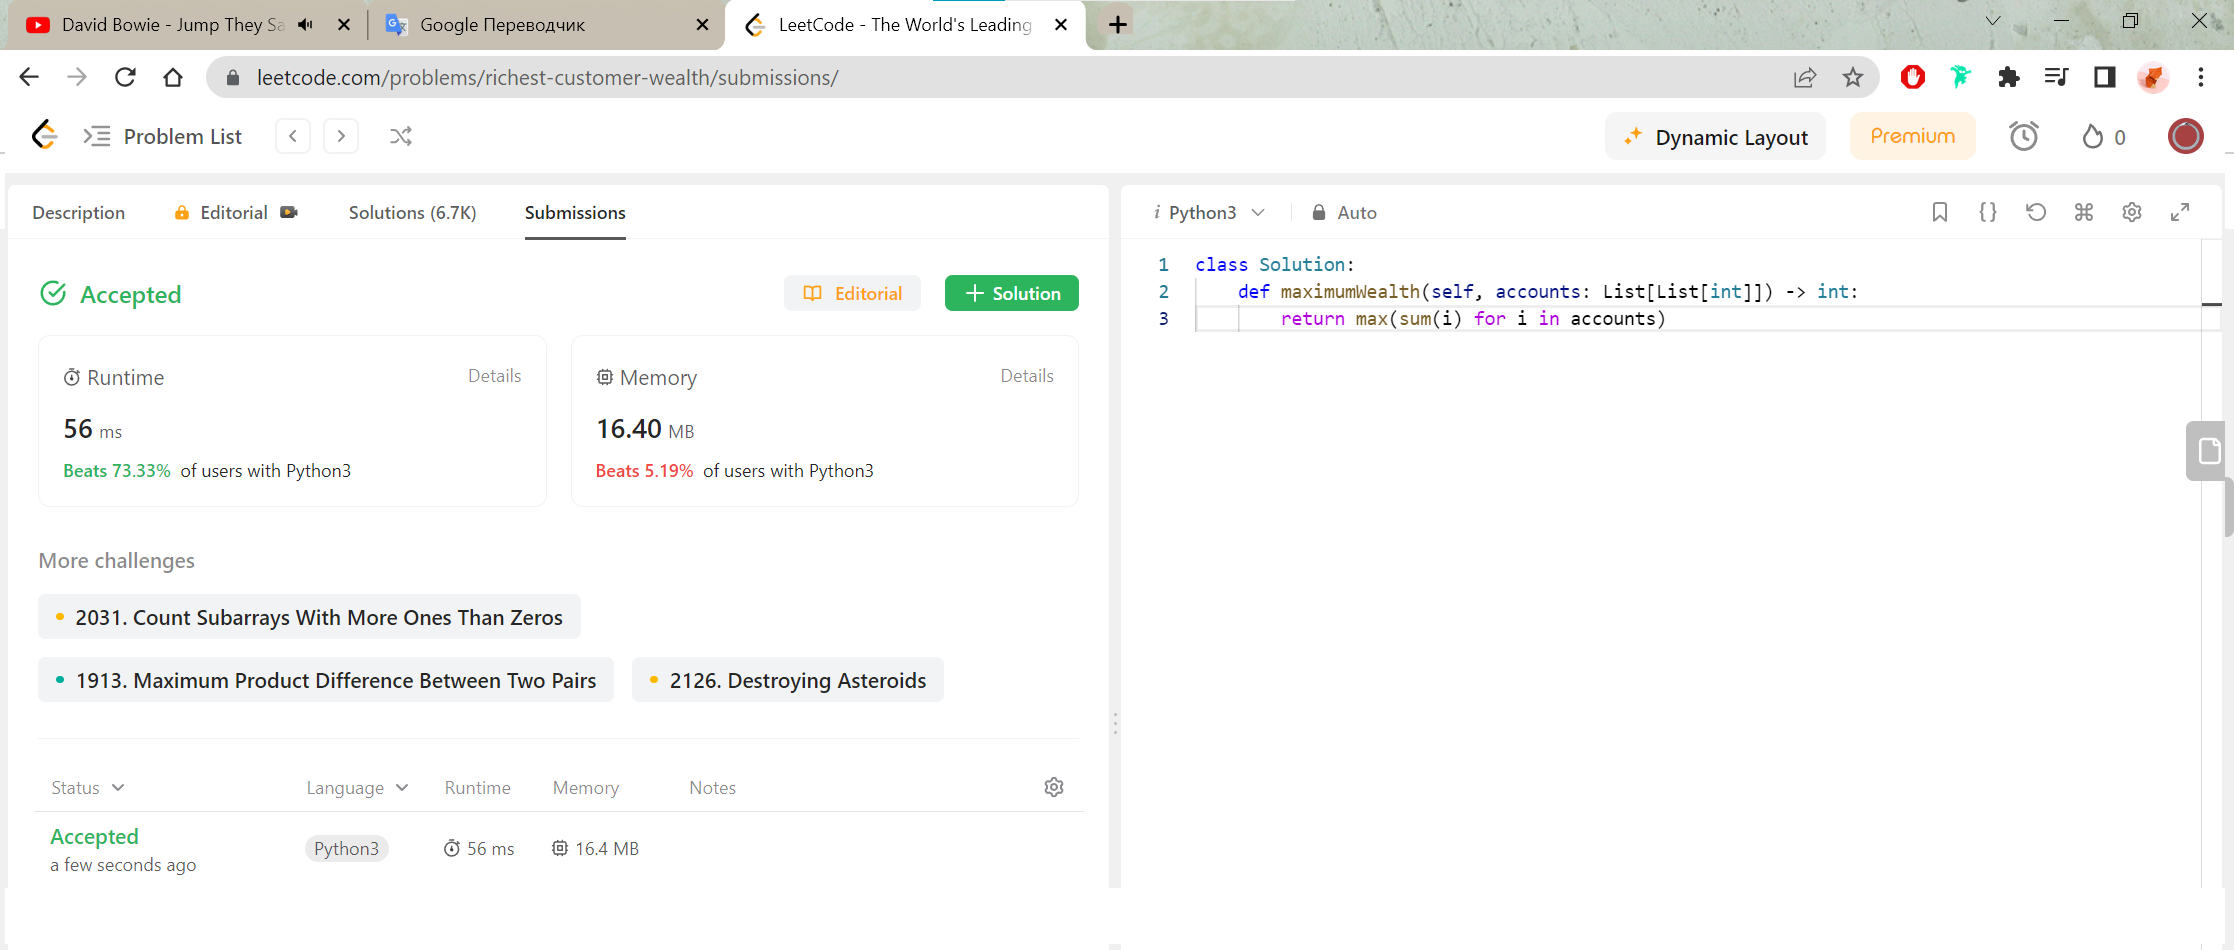 David Bowie - Jump They Sa
Google Переводчик
LeetCode - The World's Leading
leetcode.com/problems/richest-customer-wealth/submissions/
Problem List
Dynamic Layout
Premium
0
Description
Editorial
Solutions (6.7K)
Submissions
Accepted
Editorial
+ Solution
Runtime
Details
56 ms
Beats 73.33% of users with Python3
Memory
Details
16.40 MB
Beats 5.19% of users with Python3
More challenges
2031. Count Subarrays With More Ones Than Zeros
1913. Maximum Product Difference Between Two Pairs
2126. Destroying Asteroids
Status
Language
Runtime
Memory
Notes
Accepted
a few seconds ago
Python3
56 ms
16.4 MB
i Python3
Auto
1 class Solution:
2 def maximumWealth(self, accounts: List[List[int]]) -> int:
3 return max(sum(i) for i in accounts)